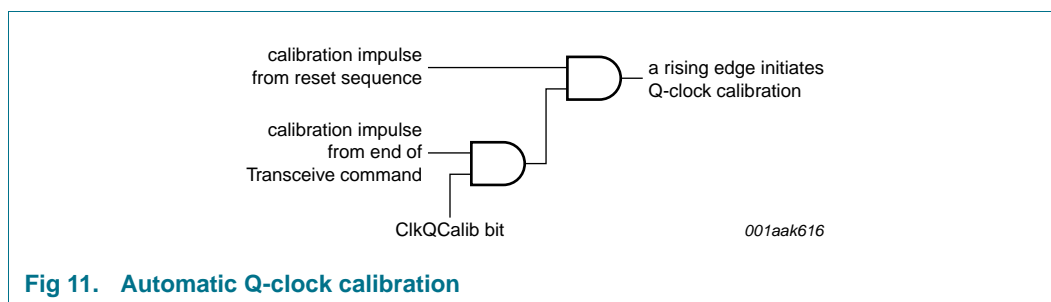 calibration impulse
from reset sequence
a rising edge initiates
Q-clock calibration
calibration impulse
from end of
Transceive command
ClkQCalib bit
001aak616
Fig 11. Automatic Q-clock calibration